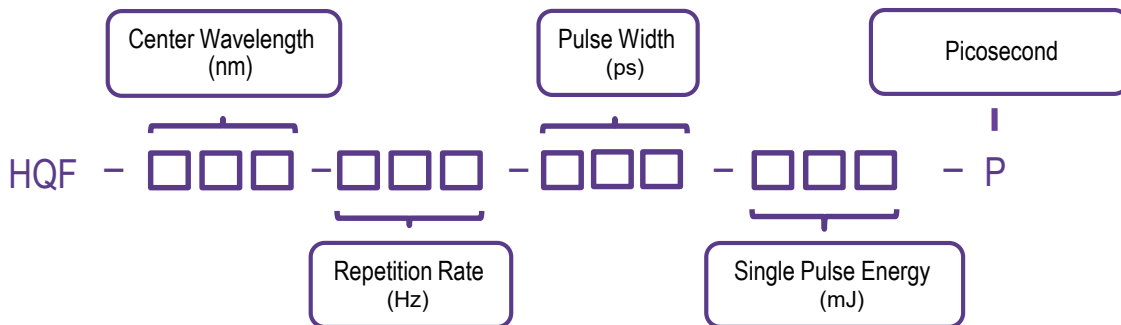 Center Wavelength
(nm)
Pulse Width
(ps)
Picosecond
HQF – □□□ – □□□ – □□□ – □□□ – P
Repetition Rate
(Hz)
Single Pulse Energy
(mJ)